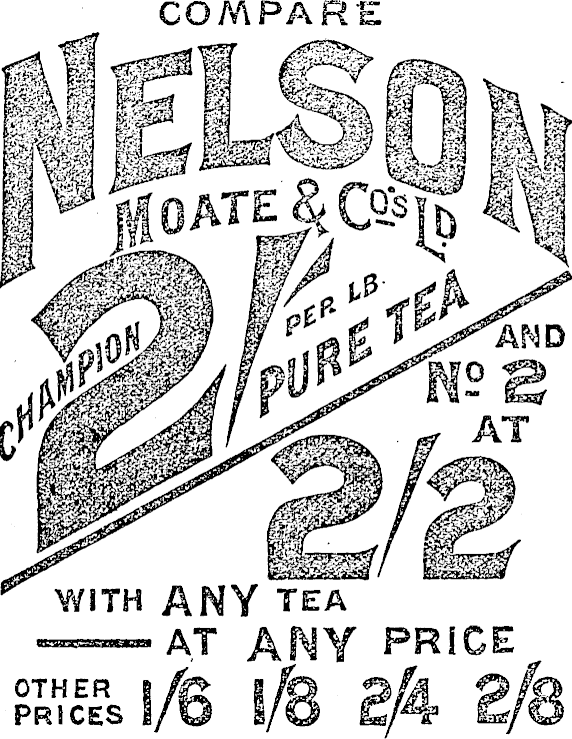 COMPARE
NELSON
MOATE & CO'S LD.
CHAMPION 2/-
PER LB.
PURE TEA
AND
No 2
AT
2/2
WITH ANY TEA
AT ANY PRICE
OTHER PRICES 1/6 1/8 2/4 2/8